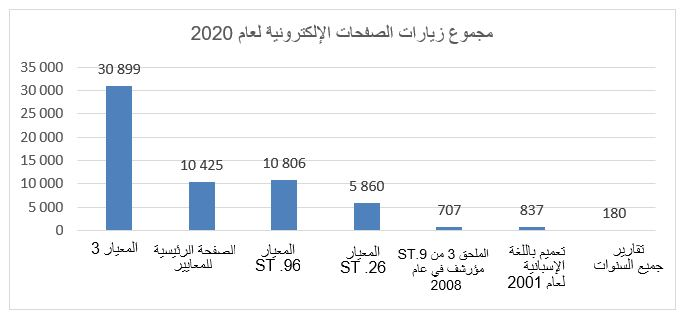 مجموع زيارات الصفحات الإلكترونية لعام 2020
35 000
30 000
25 000
20 000
15 000
10 000
5 000
0
30 899
10 425
10 806
5 860
707
837
180
المعيار 3
الصفحة الرئيسية
للمعايير
المعيار
ST .96
المعيار
ST .26
الملحق 3 من ST.9
مؤرشف في عام
2008
تعميم باللغة
الإسبانية
لعام 2001
تقارير
جميع السنوات